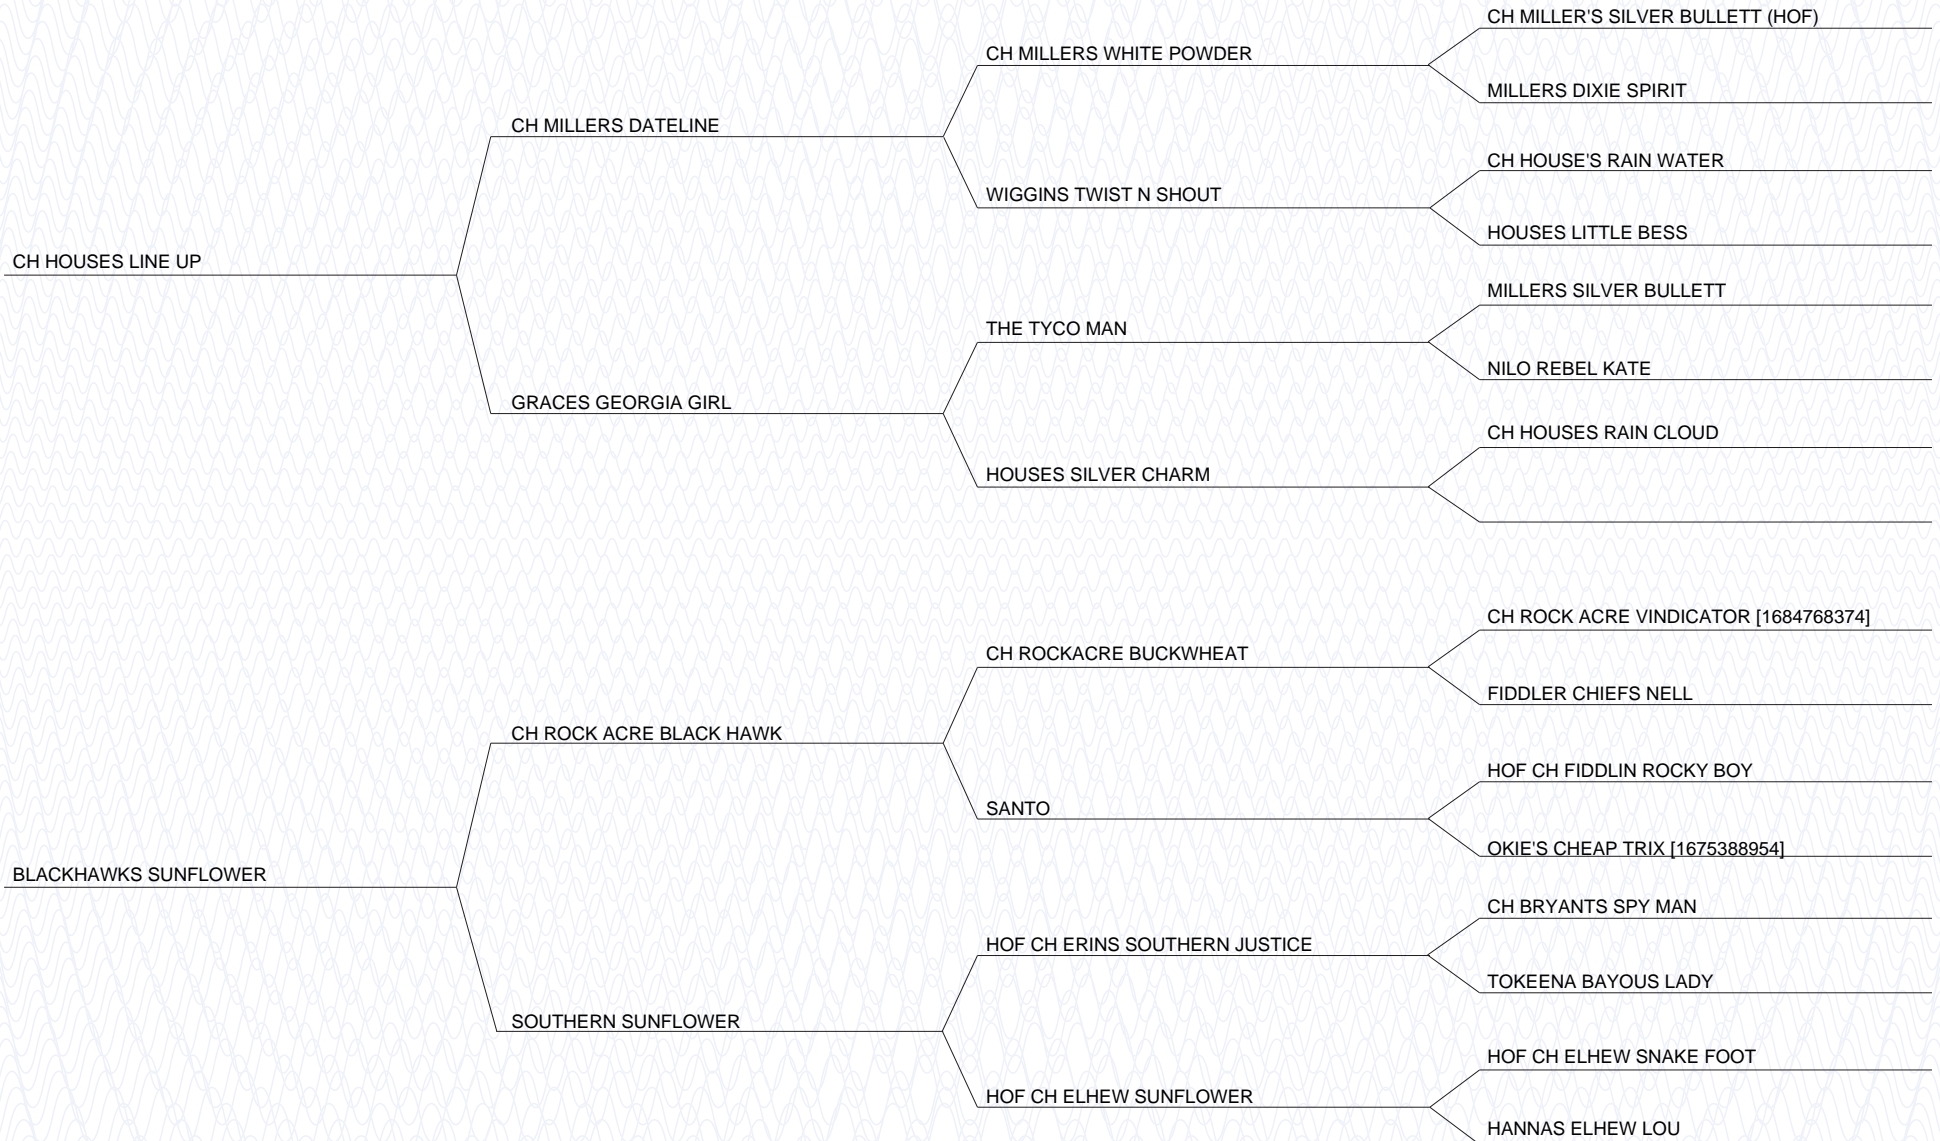 CH MILLER'S SILVER BULLETT (HOF)
CH MILLERS WHITE POWDER
MILLERS DIXIE SPIRIT
CH MILLERS DATELINE
CH HOUSE'S RAIN WATER
WIGGINS TWIST N SHOUT
HOUSES LITTLE BESS
CH HOUSES LINE UP
MILLERS SILVER BULLETT
THE TYCO MAN
NILO REBEL KATE
GRACES GEORGIA GIRL
CH HOUSES RAIN CLOUD
HOUSES SILVER CHARM
CH ROCK ACRE VINDICATOR [1684768374]
CH ROCKACRE BUCKWHEAT
FIDDLER CHIEFS NELL
CH ROCK ACRE BLACK HAWK
HOF CH FIDDLIN ROCKY BOY
SANTO
OKIE'S CHEAP TRIX [1675388954]
BLACKHAWKS SUNFLOWER
CH BRYANTS SPY MAN
HOF CH ERINS SOUTHERN JUSTICE
TOKEENA BAYOUS LADY
SOUTHERN SUNFLOWER
HOF CH ELHEW SNAKE FOOT
HOF CH ELHEW SUNFLOWER
HANNAS ELHEW LOU